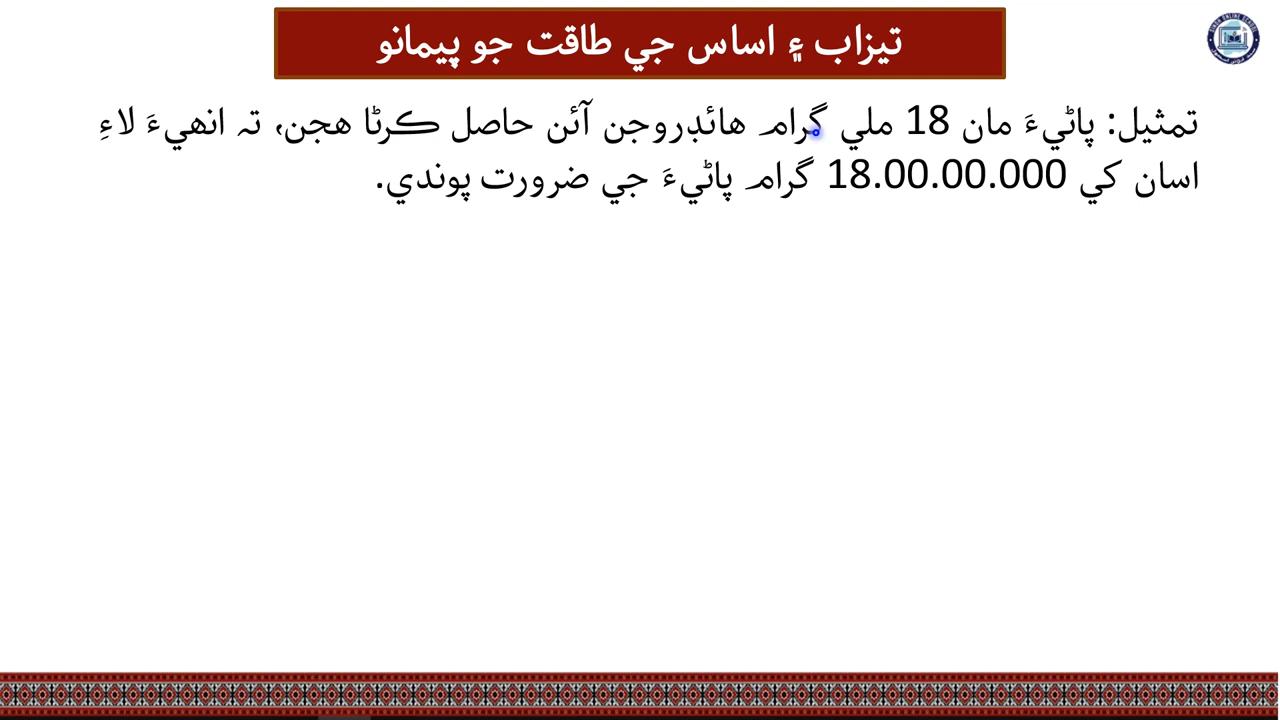 تيزاب ۽ اساس جي طاقت جو پيمانو
تمثيل: پاڻيءَ مان 18 ملي گرام هائڊروجن آئن حاصل ڪرڻا هجن، ته انهيءَ لاءِ
اسان کي 18.00.00.000 گرام پاڻيءَ جي ضرورت پوندي.